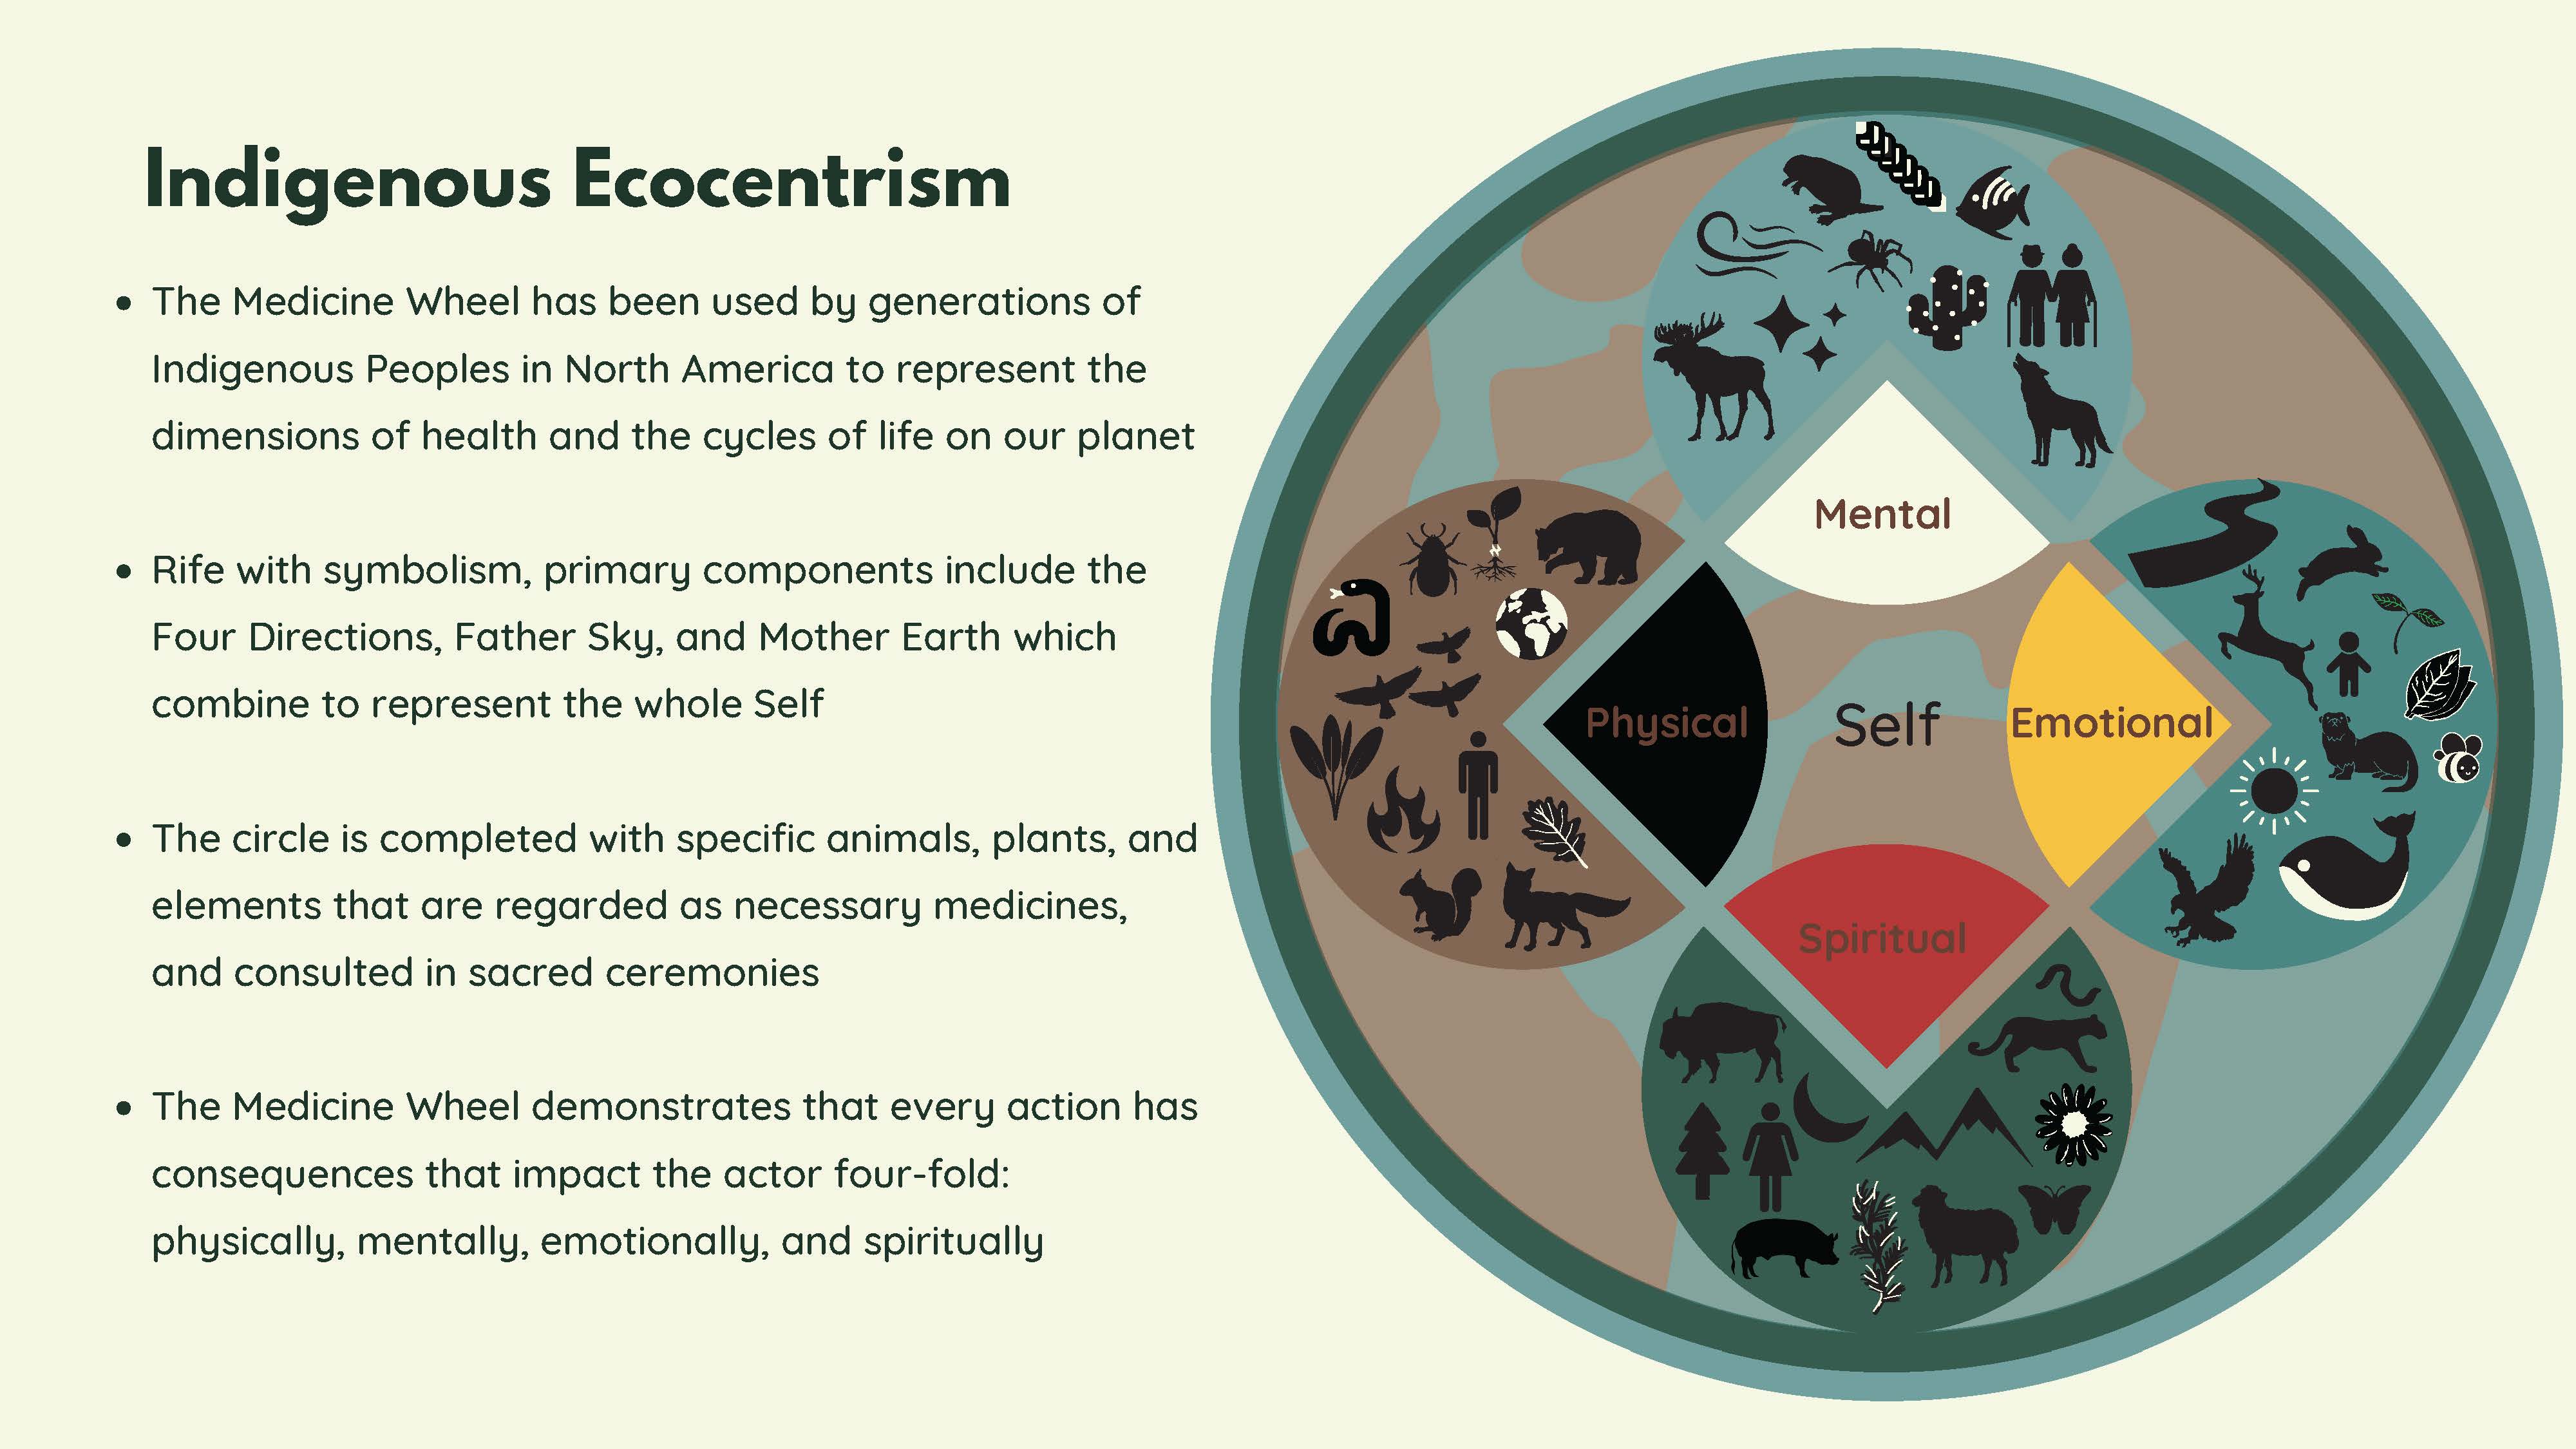 Indigenous Ecocentrism
• The Medicine Wheel has been used by generations of
Indigenous Peoples in North America to represent the
dimensions of health and the cycles of life on our planet
• Rife with symbolism, primary components include the
Four Directions, Father Sky, and Mother Earth which
combine to represent the whole Self
• The circle is completed with specific animals, plants, and
elements that are regarded as necessary medicines,
and consulted in sacred ceremonies
• The Medicine Wheel demonstrates that every action has
consequences that impact the actor four-fold:
physically, mentally, emotionally, and spiritually
Mental
Physical
Self
Emotional
Spiritual